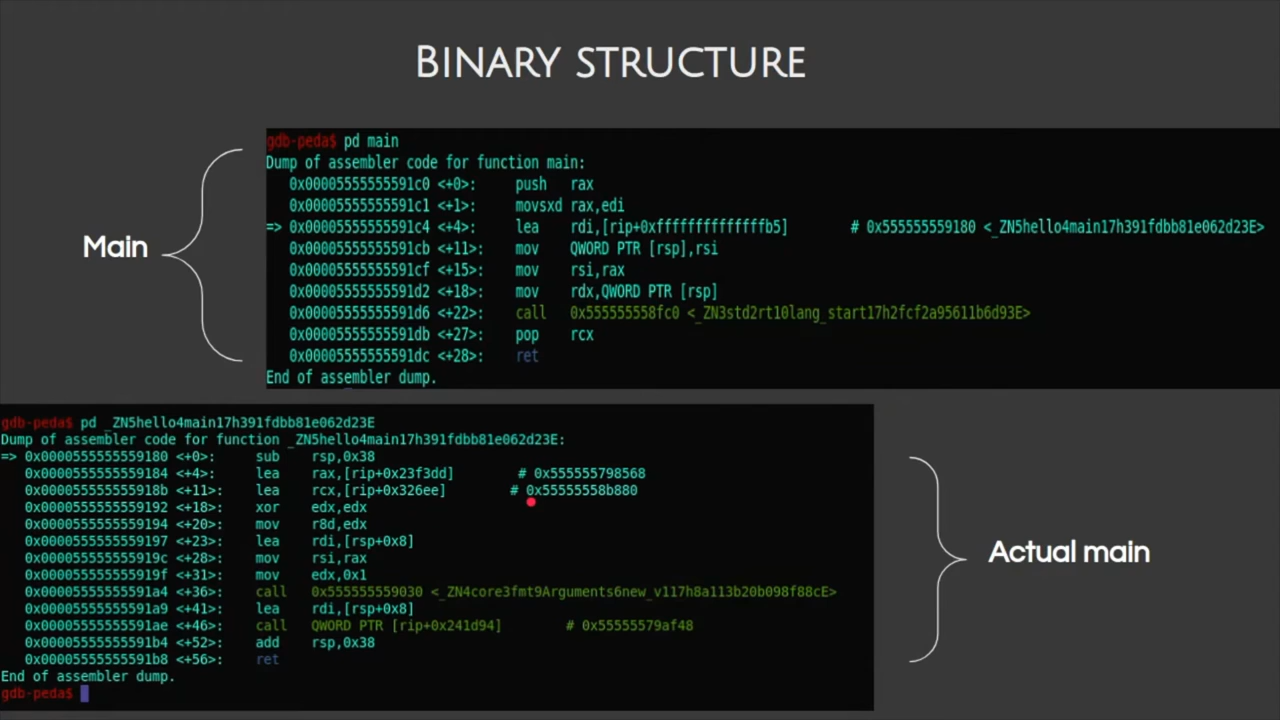 BINARY STRUCTURE
Main
gdb-peda$ pd main
Dump of assembler code for function main:
0x00005555555591c0 <+0>: push rax
0x00005555555591c1 <+1>: movsxd rax,edi
=> 0x00005555555591c4 <+4>: lea rdi,[rip+0xffffffffffffffb5] # 0x555555559180 <_ZN5hello4main17h391fdbb81e062d23E>
0x00005555555591cb <+11>: mov QWORD PTR [rsp],rsi
0x00005555555591cf <+15>: mov rsi,rax
0x00005555555591d2 <+18>: mov rdx,QWORD PTR [rsp]
0x00005555555591d6 <+22>: call 0x555555558fc0 <_ZN3std2rt10lang_start17h2fcf2a95611b6d93E>
0x00005555555591db <+27>: pop rcx
0x00005555555591dc <+28>: ret
End of assembler dump.
gdb-peda$ pd _ZN5hello4main17h391fdbb81e062d23E
Dump of assembler code for function _ZN5hello4main17h391fdbb81e062d23E:
=> 0x0000555555559180 <+0>: sub rsp,0x38
0x0000555555559184 <+4>: lea rax,[rip+0x23f3dd] # 0x555555798568
0x000055555555918b <+11>: lea rcx,[rip+0x326ee] # 0x55555558b880
0x0000555555559192 <+18>: xor edx,edx
0x0000555555559194 <+20>: mov r8d,edx
0x0000555555559197 <+23>: lea rdi,[rsp+0x8]
0x000055555555919c <+28>: mov rsi,rax
0x000055555555919f <+31>: mov edx,0x1
0x00005555555591a4 <+36>: call 0x555555559030 <_ZN4core3fmt9Arguments6new_v117h8a113b20b098f88cE>
0x00005555555591a9 <+41>: lea rdi,[rsp+0x8]
0x00005555555591ae <+46>: call QWORD PTR [rip+0x241d94] # 0x55555579af48
0x00005555555591b4 <+52>: add rsp,0x38
0x00005555555591b8 <+56>: ret
End of assembler dump.
gdb-peda$
Actual main